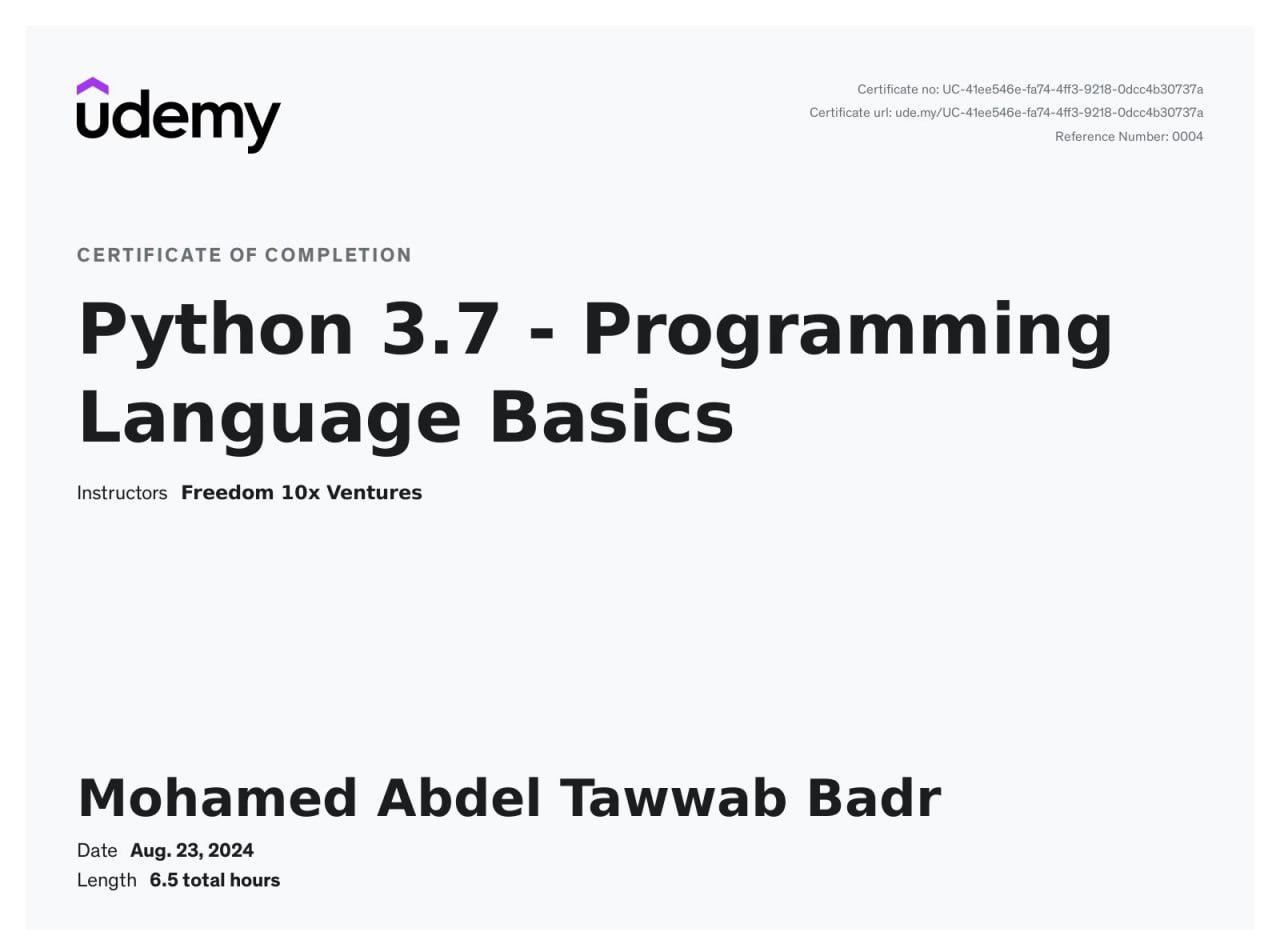 udemy
Certificate no: UC-41ee546e-fa74-4ff3-9218-0dcc4b30737a
Certificate url: ude.my/UC-41ee546e-fa74-4ff3-9218-0dcc4b30737a
Reference Number: 0004
CERTIFICATE OF COMPLETION
Python 3.7 - Programming
Language Basics
Instructors Freedom 10x Ventures
Mohamed Abdel Tawwab Badr
Date Aug. 23, 2024
Length 6.5 total hours